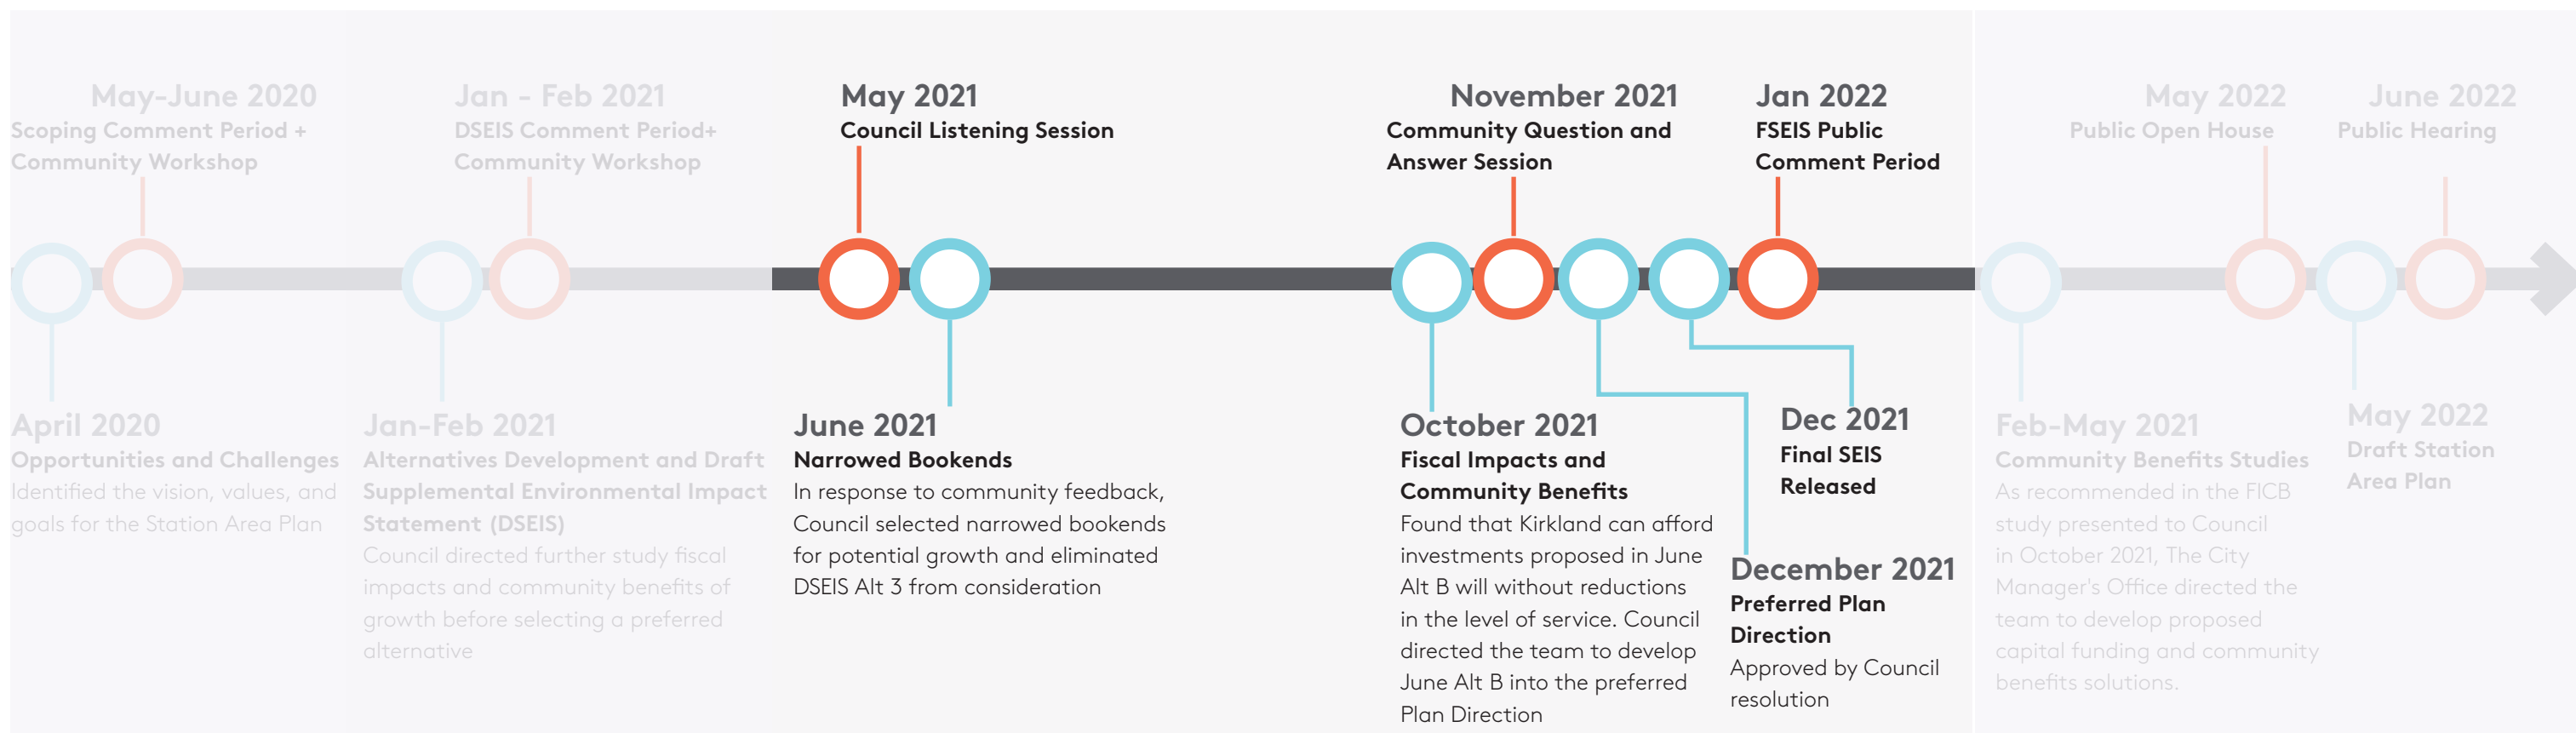 May-June 2020
Scoping Comment Period +
Community Workshop
Jan - Feb 2021
DSEIS Comment Period+
Community Workshop
May 2021
Council Listening Session
November 2021
Community Question and
Answer Session
Jan 2022
FSEIS Public
Comment Period
May 2022
Public Open House
June 2022
Public Hearing
April 2020
Opportunities and Challenges
Identified the vision, values, and
goals for the Station Area Plan
Jan-Feb 2021
Alternatives Development and Draft
Supplemental Environmental Impact
Statement (DSEIS)
Council directed further study fiscal
impacts and community benefits of
growth before selecting a preferred
alternative
June 2021
Narrowed Bookends
In response to community feedback,
Council selected narrowed bookends
for potential growth and eliminated
DSEIS Alt 3 from consideration
October 2021
Fiscal Impacts and
Community Benefits
Found that Kirkland can afford
investments proposed in June
Alt B will without reductions
in the level of service. Council
directed the team to develop
June Alt B into the preferred
Plan Direction
Dec 2021
Final SEIS
Released
December 2021
Preferred Plan
Direction
Approved by Council
resolution
Feb-May 2021
Community Benefits Studies
As recommended in the FICB
study presented to Council
in October 2021, The City
Manager's Office directed the
team to develop proposed
capital funding and community
benefits solutions.
May 2022
Draft Station
Area Plan